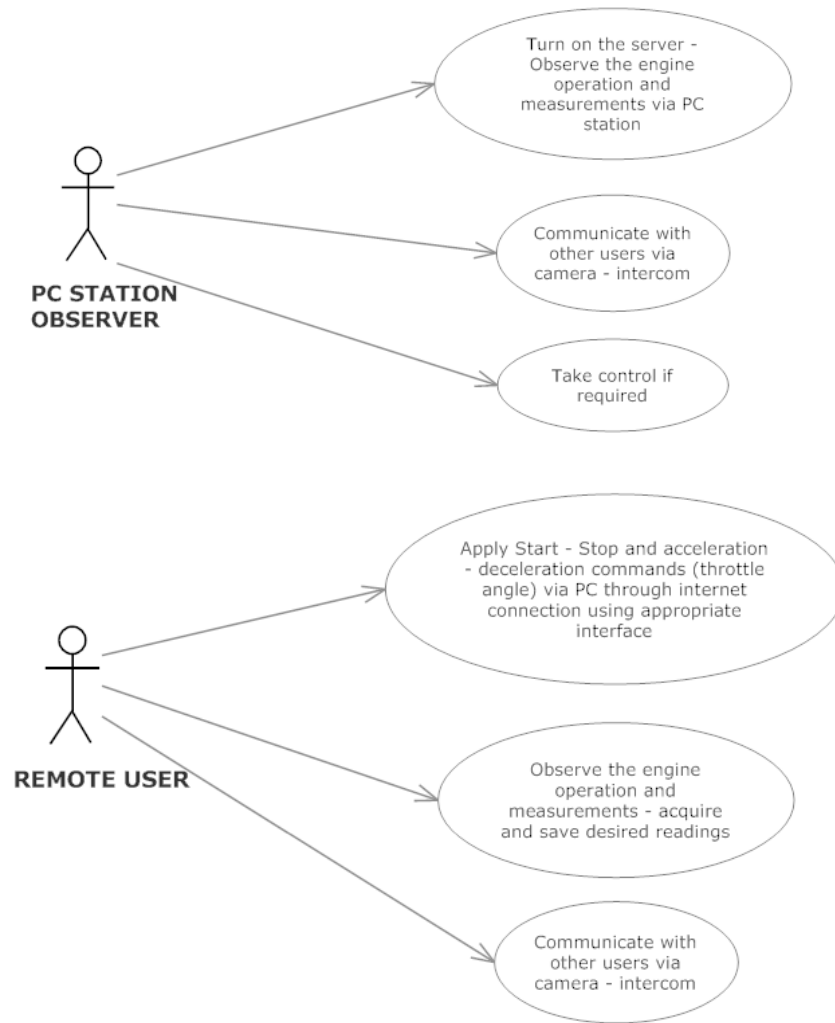 Turn on the server -
Observe the engine
operation and
measurements via PC
station
Communicate with
other users via
camera - intercom
PC STATION
OBSERVER
Take control if
required
Apply Start - Stop and acceleration
- deceleration commands (throttle
angle) via PC through internet
connection using appropriate
interface
REMOTE USER
Observe the engine
operation and
measurements - acquire
and save desired readings
Communicate with
other users via
camera - intercom